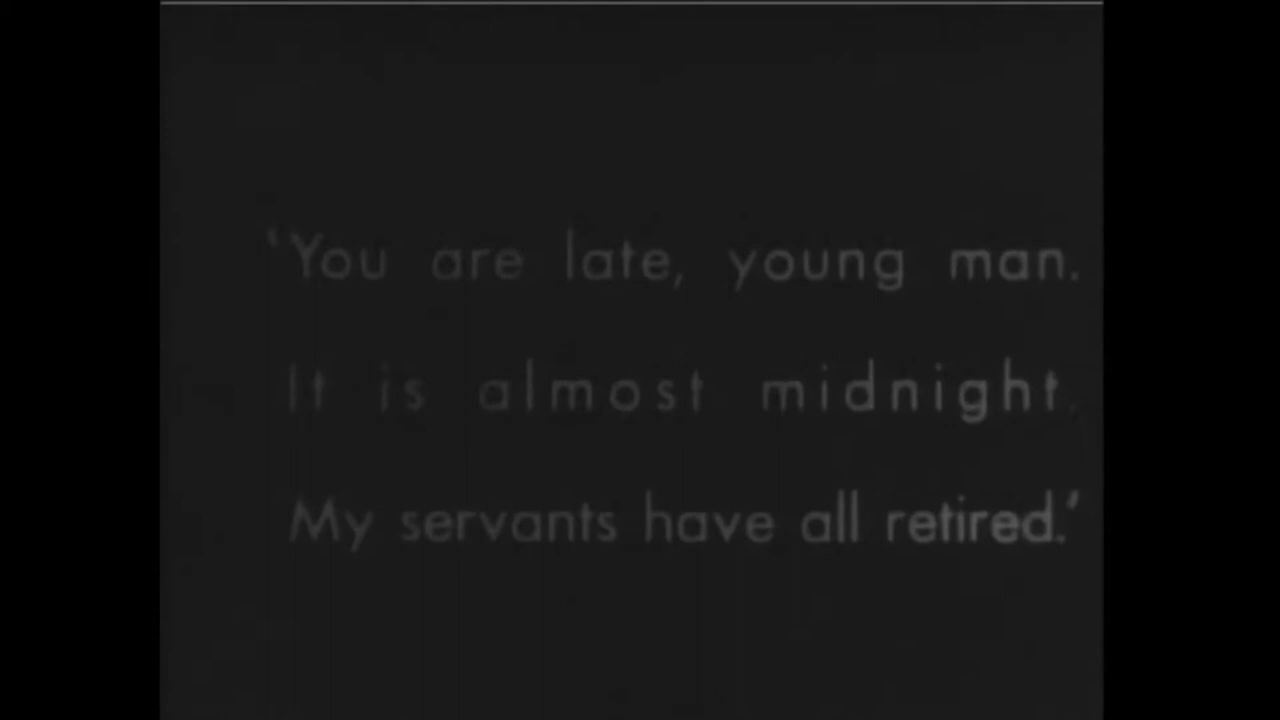 'You are late, young man.
It is almost midnight.
My servants have all retired.'